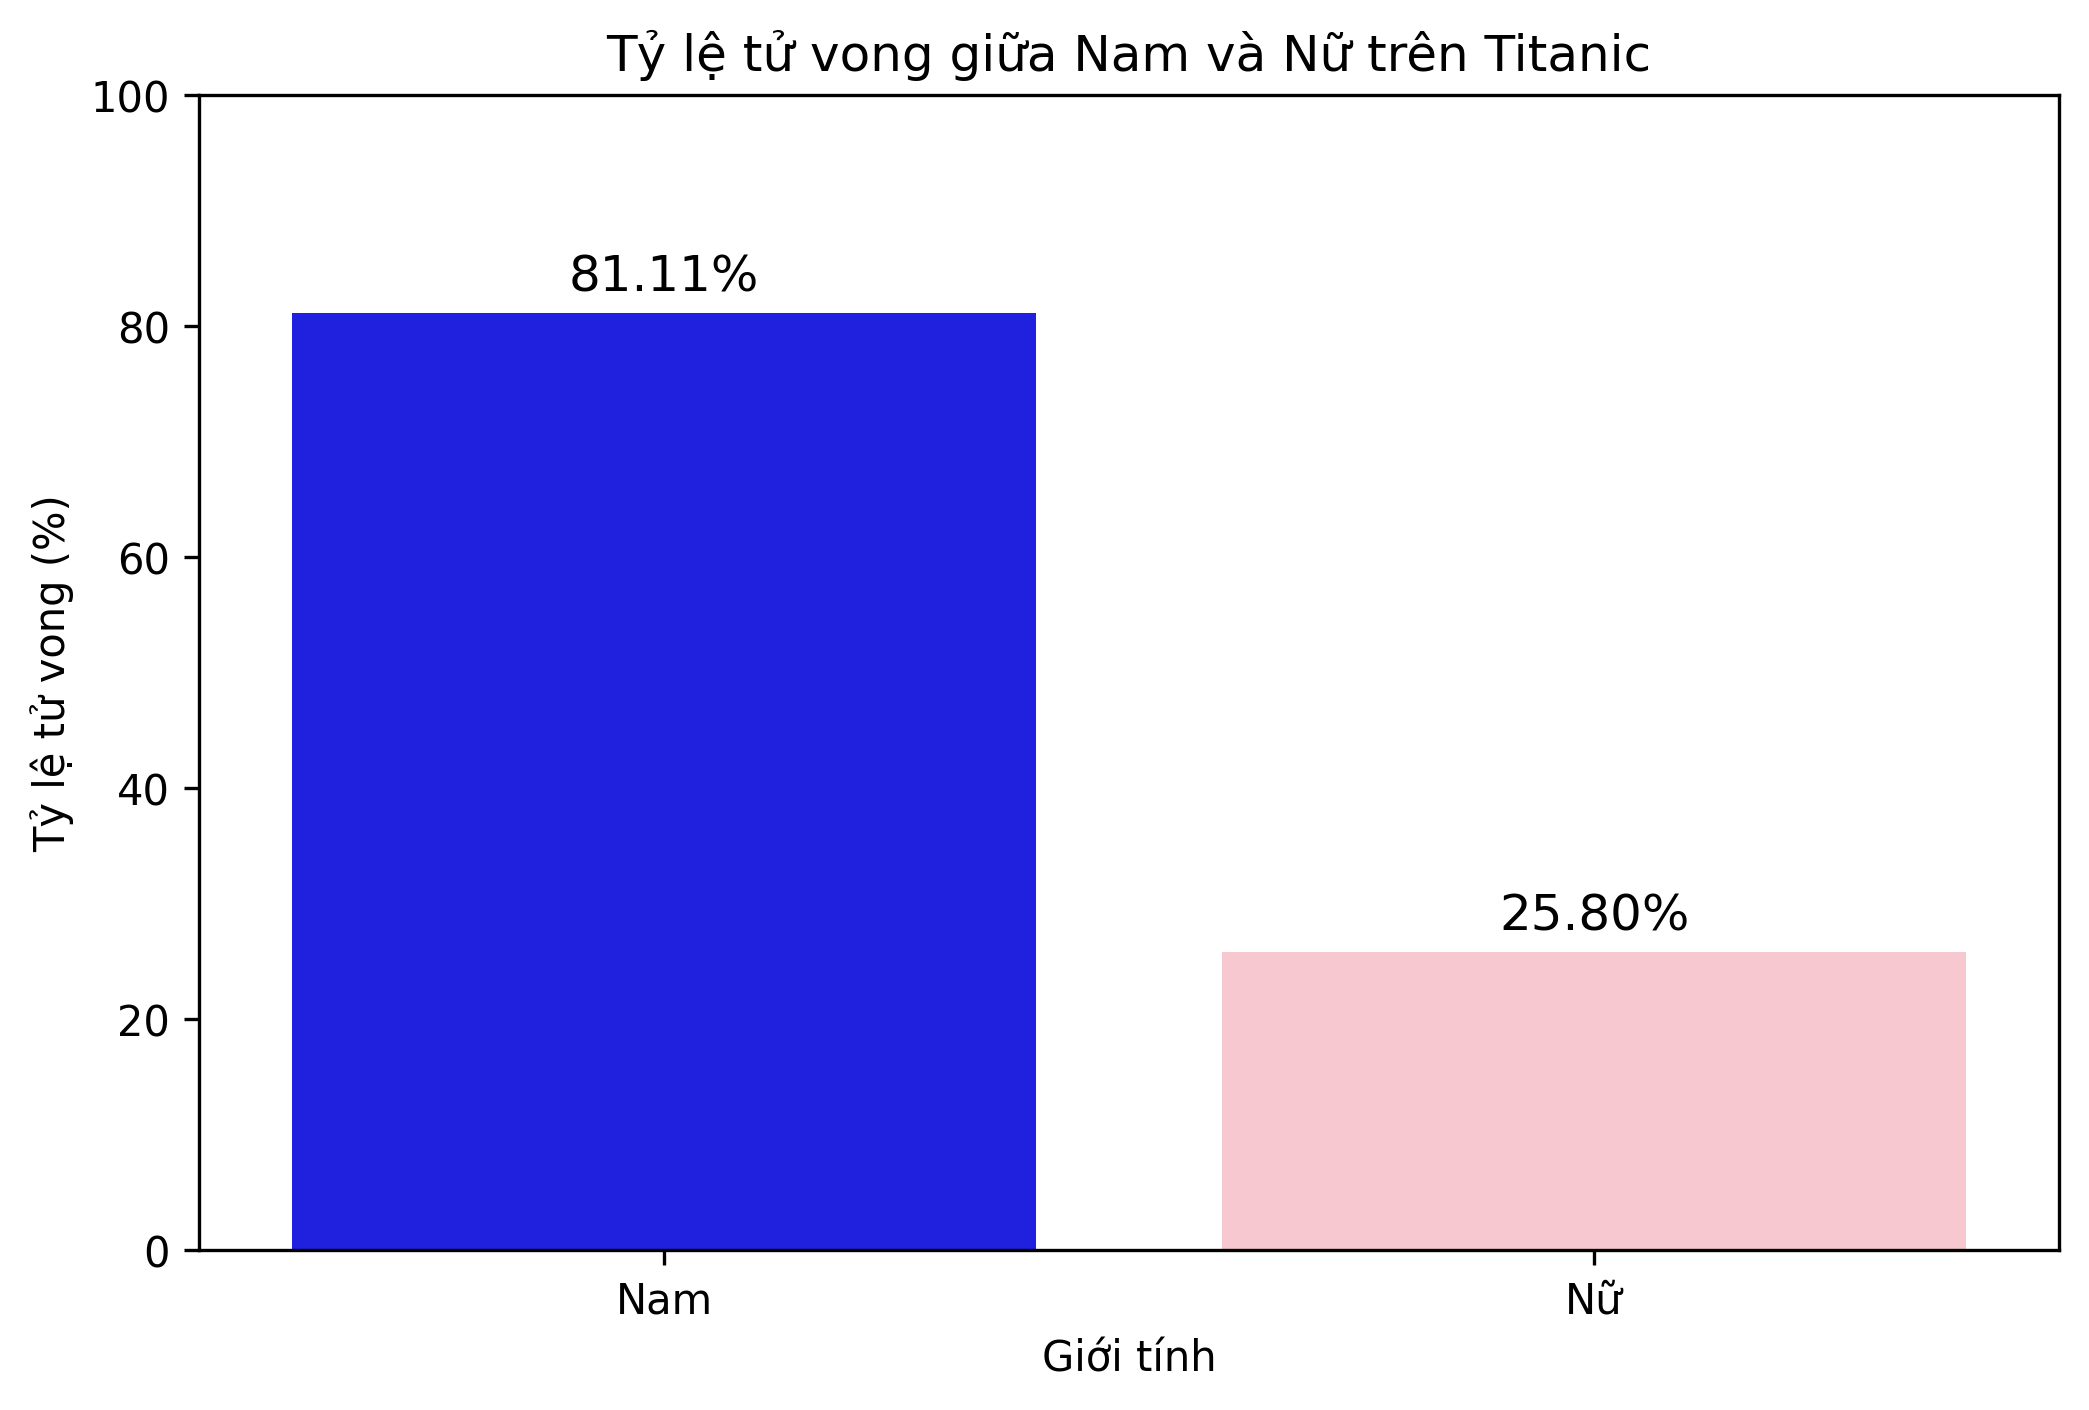 Tỷ lệ tử vong giữa Nam và Nữ trên Titanic
Tỷ lệ tử vong (%)
100
80
60
40
20
0
81.11%
25.80%
Nam
Nữ
Giới tính